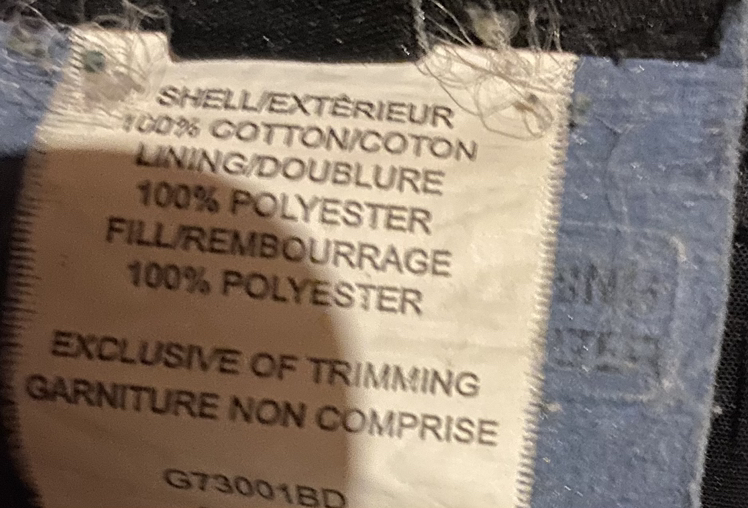 SHELL/EXTÉRIEUR
100% COTTON/COTON
LINING/DOUBLURE
100% POLYESTER
FILL/REMBOURRAGE
100% POLYESTER
EXCLUSIVE OF TRIMMING
GARNITURE NON COMPRISE
G73001BD